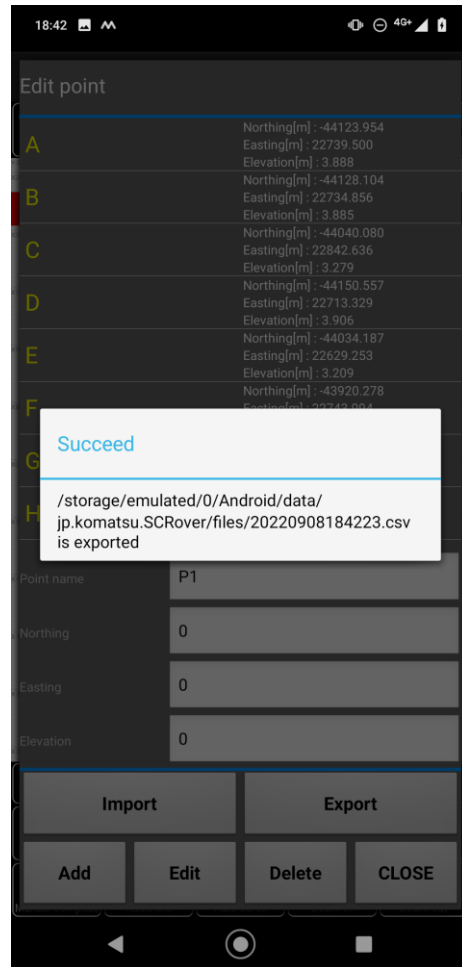 18:42
4G+
Edit point
A
Northing[m] : -44123.954
Easting[m] : 22739.500
Elevation[m] : 3.888
B
Northing[m] : -44128.104
Easting[m] : 22734.856
Elevation[m] : 3.885
C
Northing[m] : -44040.080
Easting[m] : 22842.636
Elevation[m] : 3.279
D
Northing[m] : -44150.557
Easting[m] : 22713.329
Elevation[m] : 3.906
E
Northing[m] : -44034.187
Easting[m] : 22629.253
Elevation[m] : 3.209
F
Northing[m] : -43920.278
G
H
Succeed
/storage/emulated/0/Android/data/
jp.komatsu.SCRover/files/20220908184223.csv
is exported
Point name
P1
Northing
0
Easting
0
Elevation
0
Import
Export
Add
Edit
Delete
CLOSE